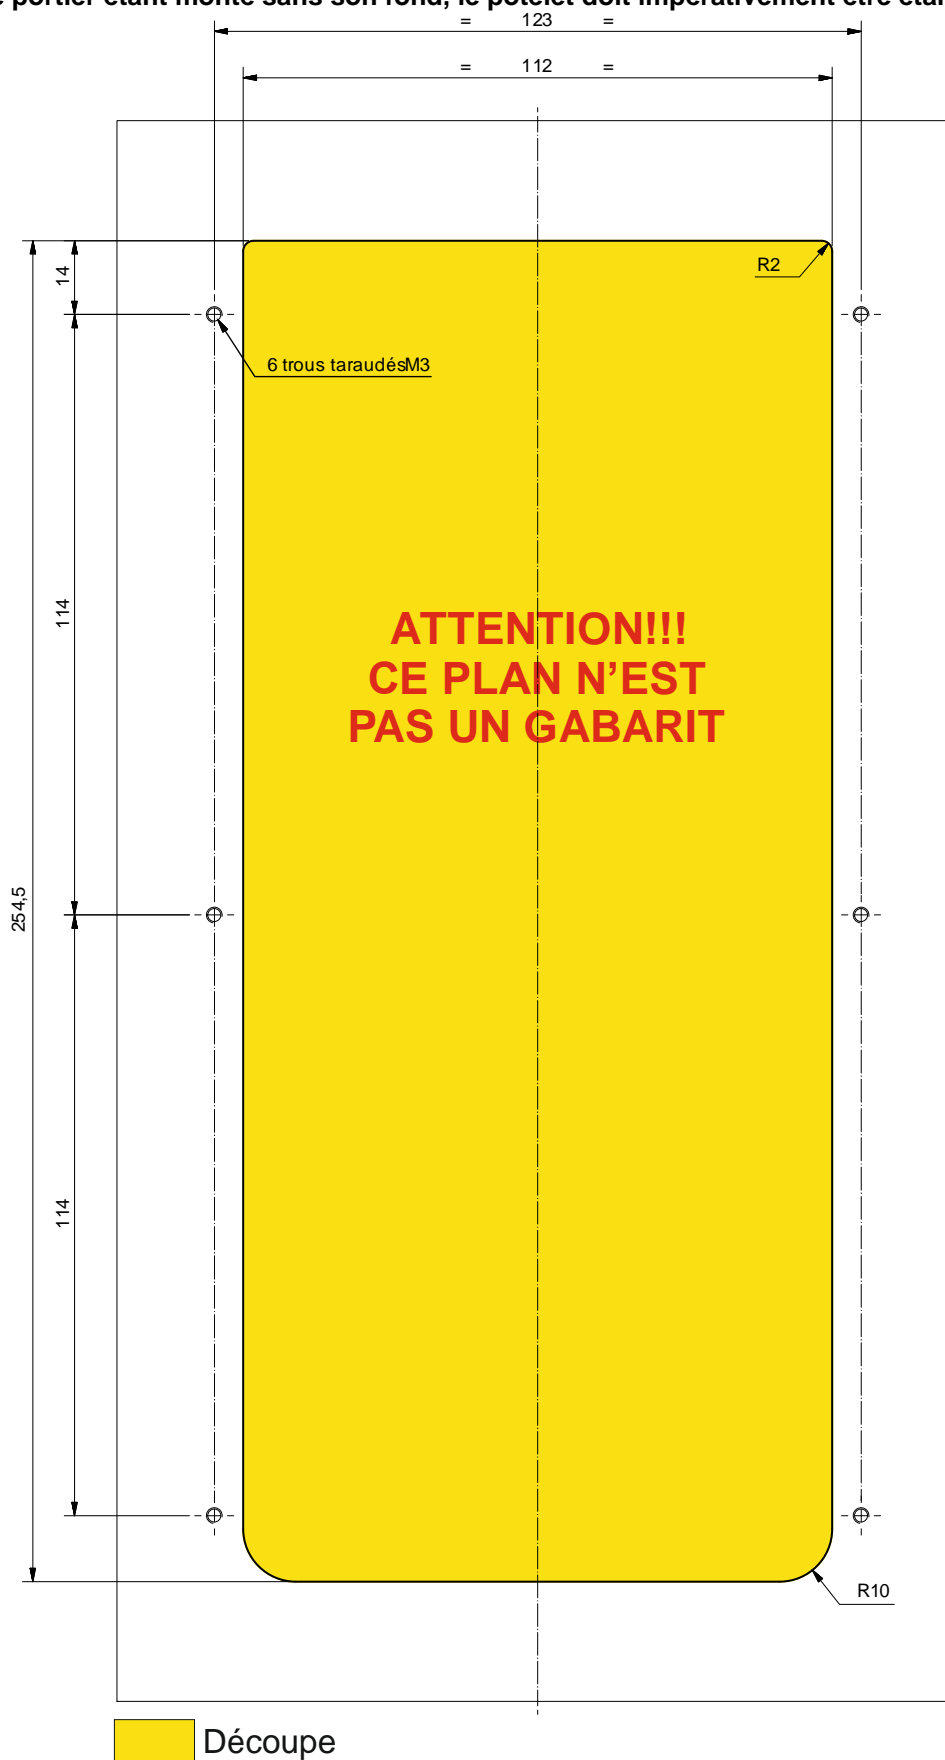 portier étant monté sans son fond, le potelet doit impérativement être
= 123 =
= 112 =
14
R2
6 trous taraudésM3
114
ATTENTION!!!
CE PLAN N’EST
PAS UN GABARIT
254,5
114
R10
Découpe